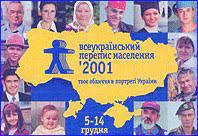 всеукраїнський
перепис населення
'2001
твоє обличчя в портреті України
5-14
грудня